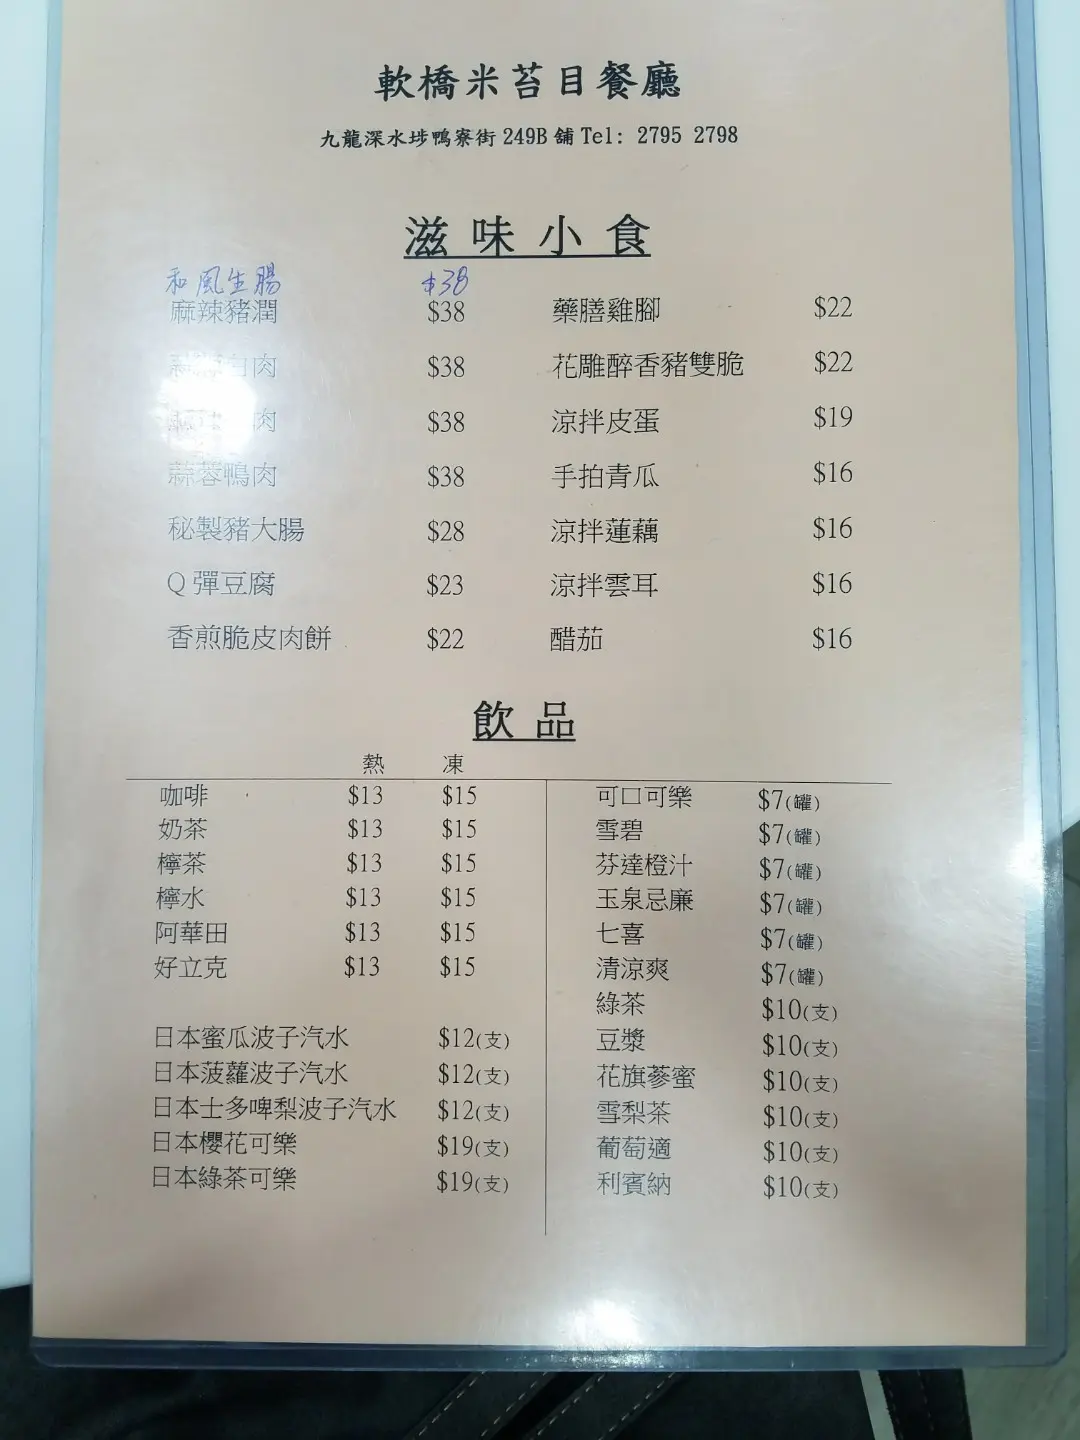 軟橋米苔目餐廳
九龍深水埗鴨寮街 249B 舖 Tel: 2795 2798
滋味小食
和風生腸 $38
麻辣豬潤 $38 藥膳雞腳 $22
白肉 $38 花雕醉香豬雙脆 $22
肉 $38 涼拌皮蛋 $19
蒜蓉鴨肉 $38 手拍青瓜 $16
秘製豬大腸 $28 涼拌蓮藕 $16
Q 彈豆腐 $23 涼拌雲耳 $16
香煎脆皮肉餅 $22 醋茄 $16
飲品
熱 凍
咖啡 $13 $15 可口可樂 $7(罐)
奶茶 $13 $15 雪碧 $7(罐)
檸茶 $13 $15 芬達橙汁 $7(罐)
檸水 $13 $15 玉泉忌廉 $7(罐)
阿華田 $13 $15 七喜 $7(罐)
好立克 $13 $15 清涼爽 $7(罐)
綠茶 $10(支)
日本蜜瓜波子汽水 $12(支) 豆漿 $10(支)
日本菠蘿波子汽水 $12(支) 花旗蔘蜜 $10(支)
日本士多啤梨波子汽水 $12(支) 雪梨茶 $10(支)
日本櫻花可樂 $19(支) 葡萄適 $10(支)
日本綠茶可樂 $19(支) 利賓納 $10(支)